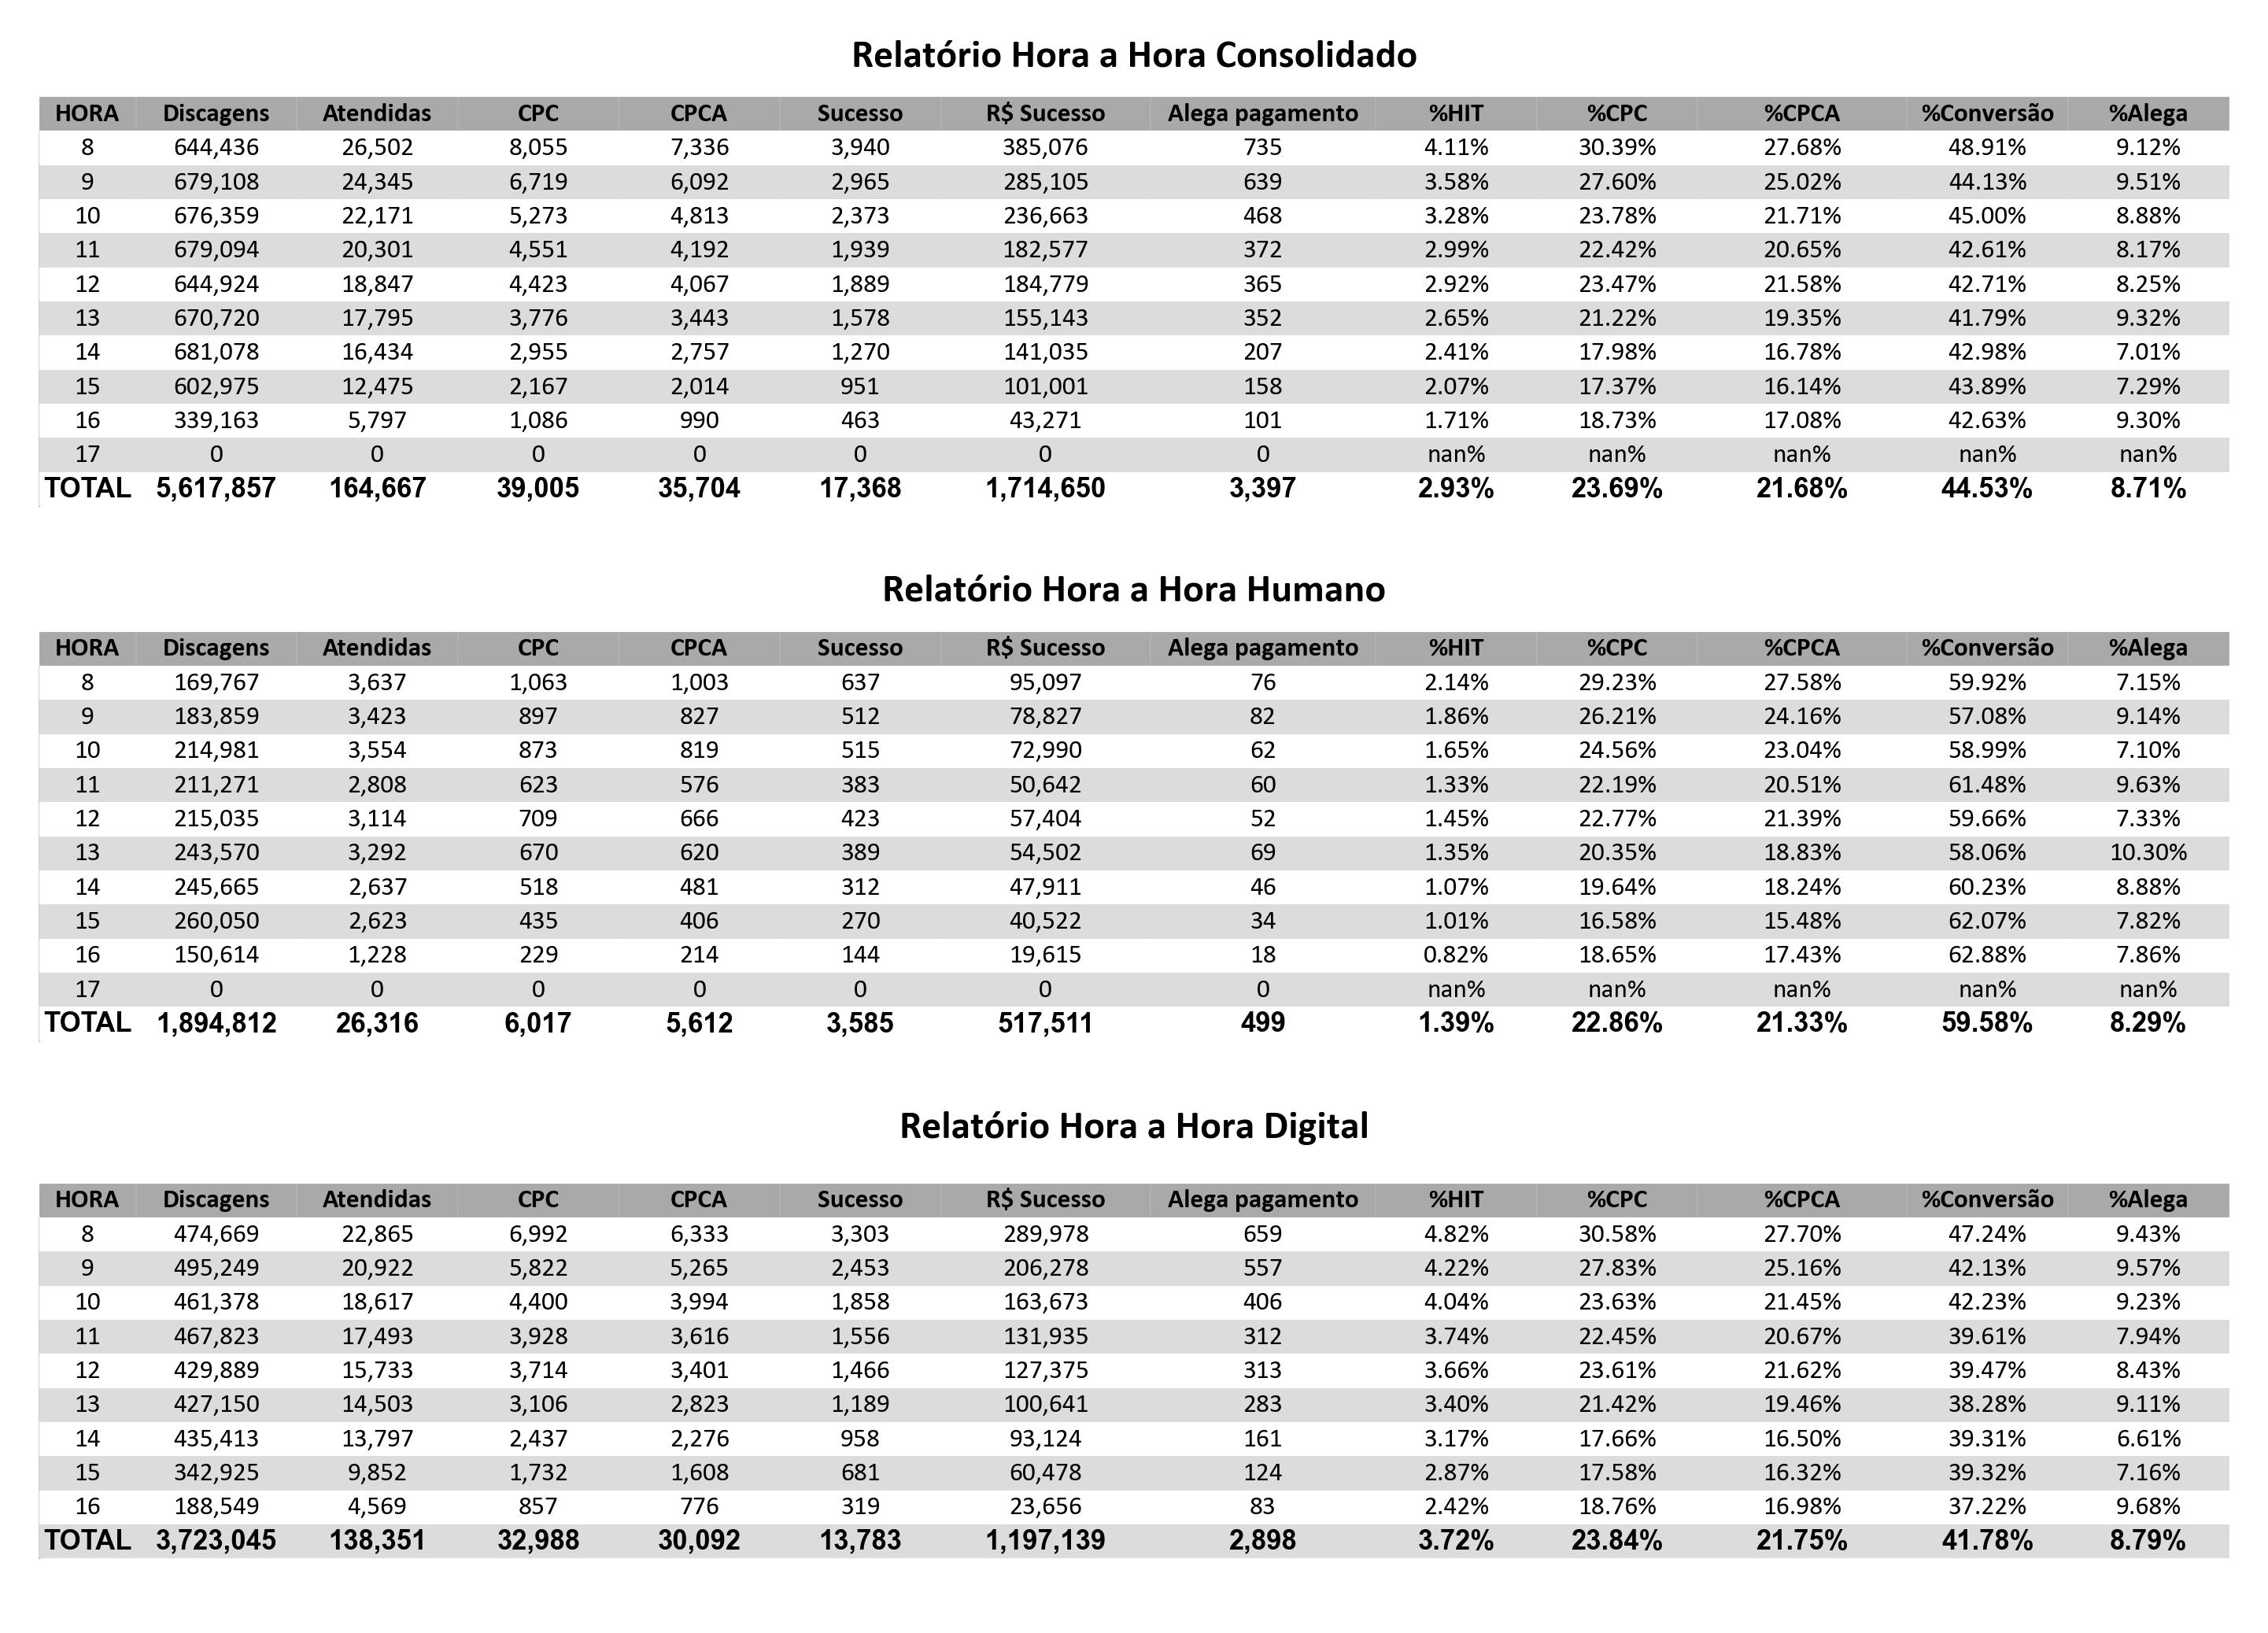 Relatório Hora a Hora Consolidado
HORA Discagens Atendidas CPC CPCA Sucesso R$ Sucesso Alega pagamento %HIT %CPC %CPCA %Conversão %Alega
8 644,436 26,502 8,055 7,336 3,940 385,076 735 4.11% 30.39% 27.68% 48.91% 9.12%
9 679,108 24,345 6,719 6,092 2,965 285,105 639 3.58% 27.60% 25.02% 44.13% 9.51%
10 676,359 22,171 5,273 4,813 2,373 236,663 468 3.28% 23.78% 21.71% 45.00% 8.88%
11 679,094 20,301 4,551 4,192 1,939 182,577 372 2.99% 22.42% 20.65% 42.61% 8.17%
12 644,924 18,847 4,423 4,067 1,889 184,779 365 2.92% 23.47% 21.58% 42.71% 8.25%
13 670,720 17,795 3,776 3,443 1,578 155,143 352 2.65% 21.22% 19.35% 41.79% 9.32%
14 681,078 16,434 2,955 2,757 1,270 141,035 207 2.41% 17.98% 16.78% 42.98% 7.01%
15 602,975 12,475 2,167 2,014 951 101,001 158 2.07% 17.37% 16.14% 43.89% 7.29%
16 339,163 5,797 1,086 990 463 43,271 101 1.71% 18.73% 17.08% 42.63% 9.30%
17 0 0 0 0 0 0 0 nan% nan% nan% nan% nan%
TOTAL 5,617,857 164,667 39,005 35,704 17,368 1,714,650 3,397 2.93% 23.69% 21.68% 44.53% 8.71%
Relatório Hora a Hora Humano
HORA Discagens Atendidas CPC CPCA Sucesso R$ Sucesso Alega pagamento %HIT %CPC %CPCA %Conversão %Alega
8 169,767 3,637 1,063 1,003 637 95,097 76 2.14% 29.23% 27.58% 59.92% 7.15%
9 183,859 3,423 897 827 512 78,827 82 1.86% 26.21% 24.16% 57.08% 9.14%
10 214,981 3,554 873 819 515 72,990 62 1.65% 24.56% 23.04% 58.99% 7.10%
11 211,271 2,808 623 576 383 50,642 60 1.33% 22.19% 20.51% 61.48% 9.63%
12 215,035 3,114 709 666 423 57,404 52 1.45% 22.77% 21.39% 59.66% 7.33%
13 243,570 3,292 670 620 389 54,502 69 1.35% 20.35% 18.83% 58.06% 10.30%
14 245,665 2,637 518 481 312 47,911 46 1.07% 19.64% 18.24% 60.23% 8.88%
15 260,050 2,623 435 406 270 40,522 34 1.01% 16.58% 15.48% 62.07% 7.82%
16 150,614 1,228 229 214 144 19,615 18 0.82% 18.65% 17.43% 62.88% 7.86%
17 0 0 0 0 0 0 0 nan% nan% nan% nan% nan%
TOTAL 1,894,812 26,316 6,017 5,612 3,585 517,511 499 1.39% 22.86% 21.33% 59.58% 8.29%
Relatório Hora a Hora Digital
HORA Discagens Atendidas CPC CPCA Sucesso R$ Sucesso Alega pagamento %HIT %CPC %CPCA %Conversão %Alega
8 474,669 22,865 6,992 6,333 3,303 289,978 659 4.82% 30.58% 27.70% 47.24% 9.43%
9 495,249 20,922 5,822 5,265 2,453 206,278 557 4.22% 27.83% 25.16% 42.13% 9.57%
10 461,378 18,617 4,400 3,994 1,858 163,673 406 4.04% 23.63% 21.45% 42.23% 9.23%
11 467,823 17,493 3,928 3,616 1,556 131,935 312 3.74% 22.45% 20.67% 39.61% 7.94%
12 429,889 15,733 3,714 3,401 1,466 127,375 313 3.66% 23.61% 21.62% 39.47% 8.43%
13 427,150 14,503 3,106 2,823 1,189 100,641 283 3.40% 21.42% 19.46% 38.28% 9.11%
14 435,413 13,797 2,437 2,276 958 93,124 161 3.17% 17.66% 16.50% 39.31% 6.61%
15 342,925 9,852 1,732 1,608 681 60,478 124 2.87% 17.58% 16.32% 39.32% 7.16%
16 188,549 4,569 857 776 319 23,656 83 2.42% 18.76% 16.98% 37.22% 9.68%
TOTAL 3,723,045 138,351 32,988 30,092 13,783 1,197,139 2,898 3.72% 23.84% 21.75% 41.78% 8.79%